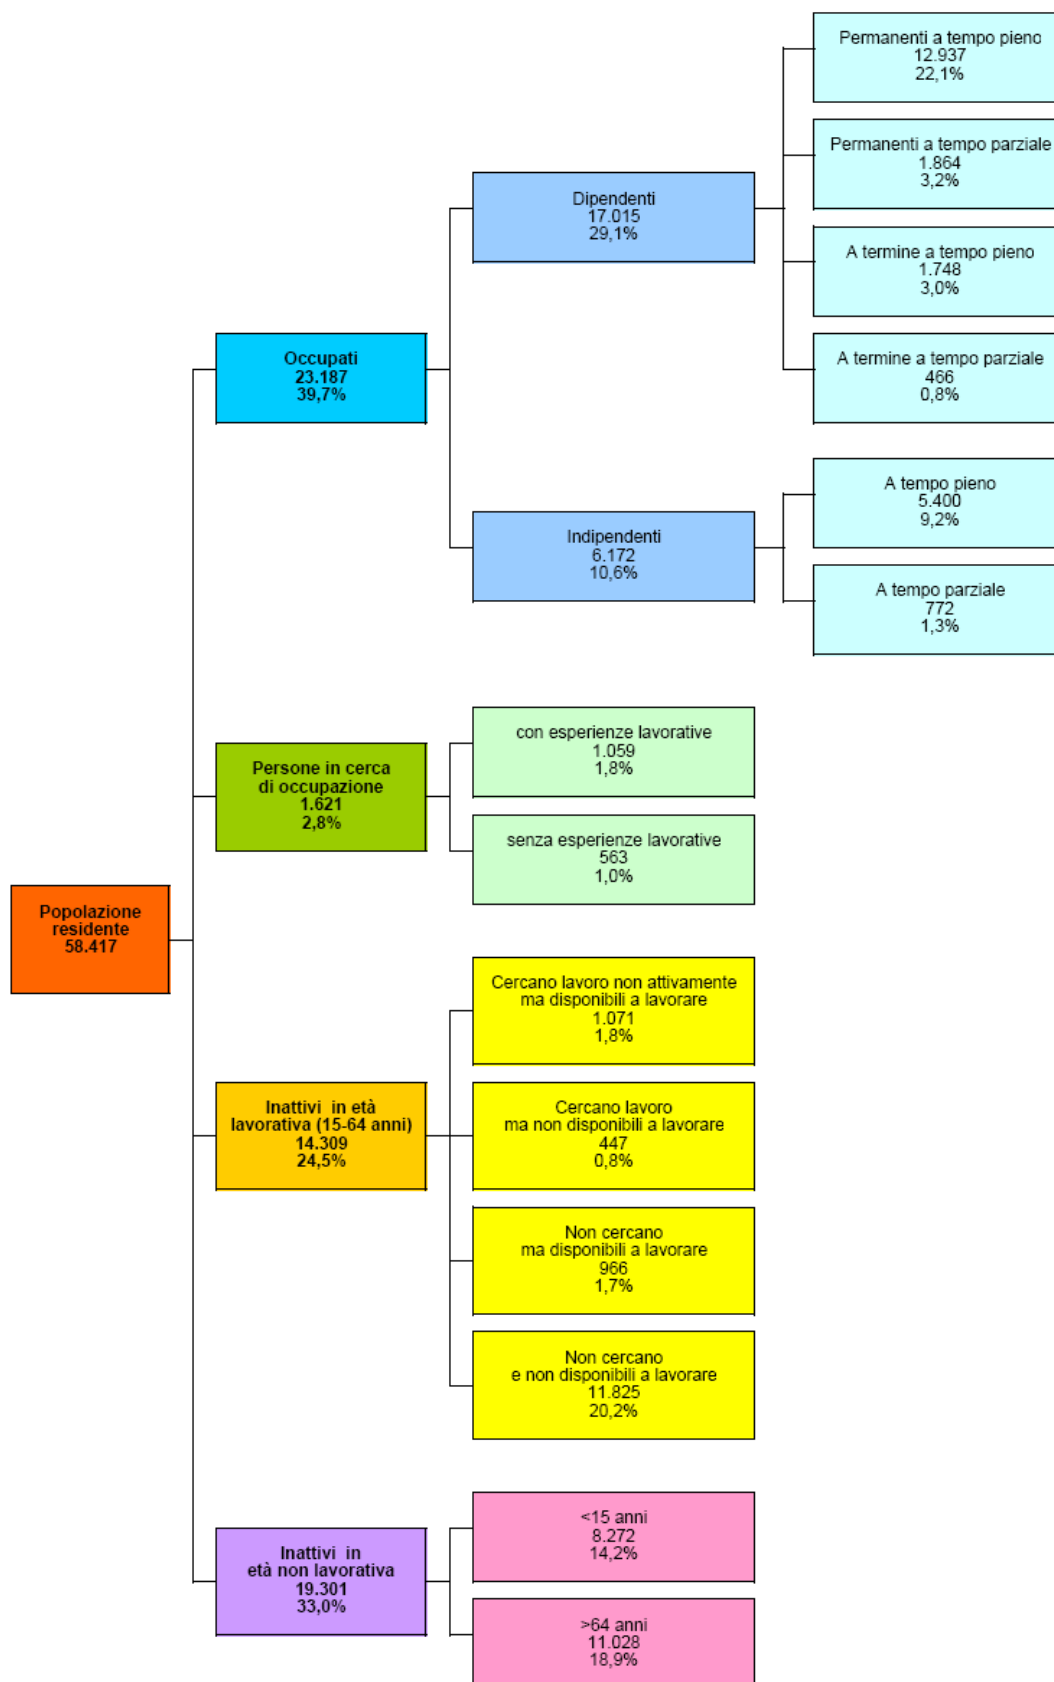 Popolazione
residente
58.417
Occupati
23.187
39,7%
Dipendenti
17.015
29,1%
Permanenti a tempo pieno
12.937
22,1%
Permanenti a tempo parziale
1.864
3,2%
A termine a tempo pieno
1.748
3,0%
A termine a tempo parziale
466
0,8%
Indipendenti
6.172
10,6%
A tempo pieno
5.400
9,2%
A tempo parziale
772
1,3%
Persone in cerca
di occupazione
1.621
2,8%
con esperienze lavorative
1.059
1,8%
senza esperienze lavorative
563
1,0%
Inattivi in età
lavorativa (15-64 anni)
14.309
24,5%
Cercano lavoro non attivamente
ma disponibili a lavorare
1.071
1,8%
Cercano lavoro
ma non disponibili a lavorare
447
0,8%
Non cercano
ma disponibili a lavorare
966
1,7%
Non cercano
e non disponibili a lavorare
11.825
20,2%
Inattivi in
età non lavorativa
19.301
33,0%
<15 anni
8.272
14,2%
>64 anni
11.028
18,9%